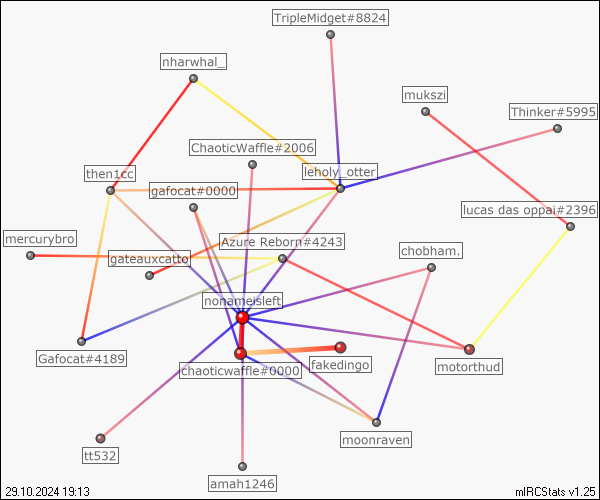 TripleMidget#8824
nharwhal_
mukszi
Thinker#5995
ChaoticWaffle#2006
then1cc
leholy_otter
gafocat#0000
lucas das oppai#2396
mercurybro
Azure Reborn#4243
chobham.
gateauxcatto
nonameisleft
Gafocat#4189
chaoticwaffle#0000
fakedingo
motorthud
moonraven
tt532
amah1246
29.10.2024 19:13
mIRCStats v1.25